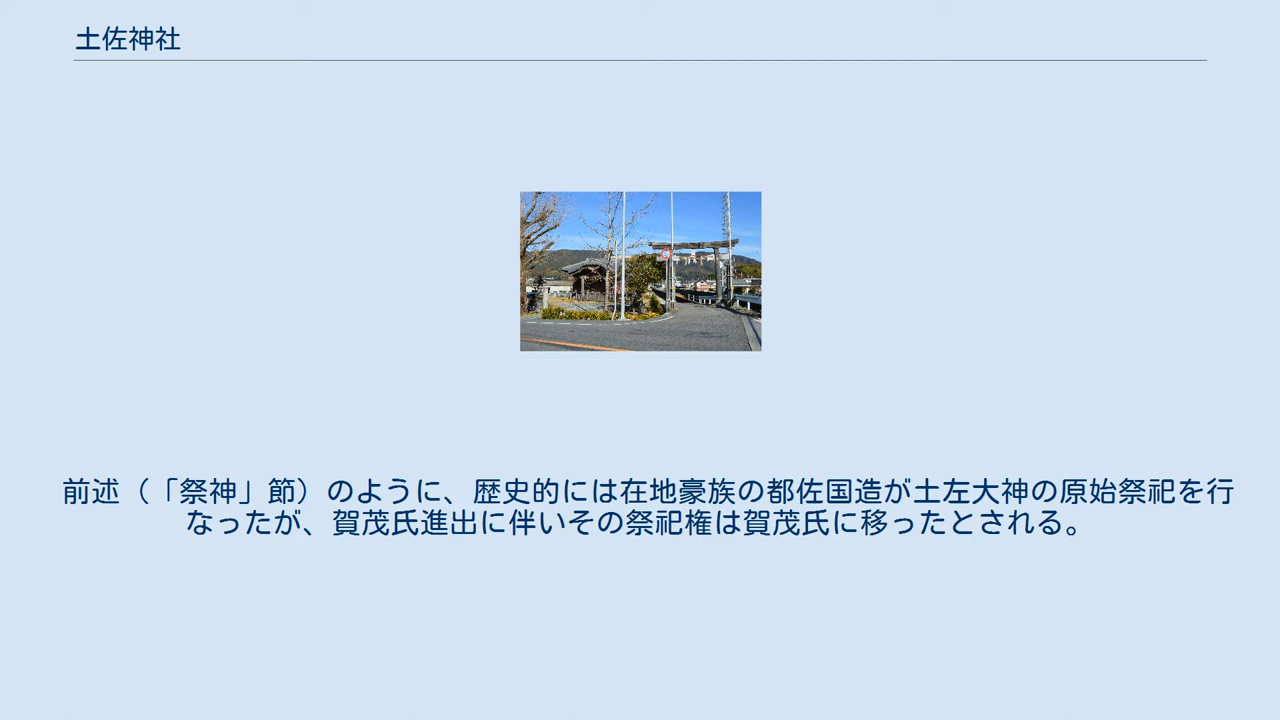 土佐神社
前述（「祭神」節）のように、歴史的には在地豪族の都佐国造が土左大神の原始祭祀を行
なったが、賀茂氏進出に伴いその祭祀権は賀茂氏に移ったとされる。